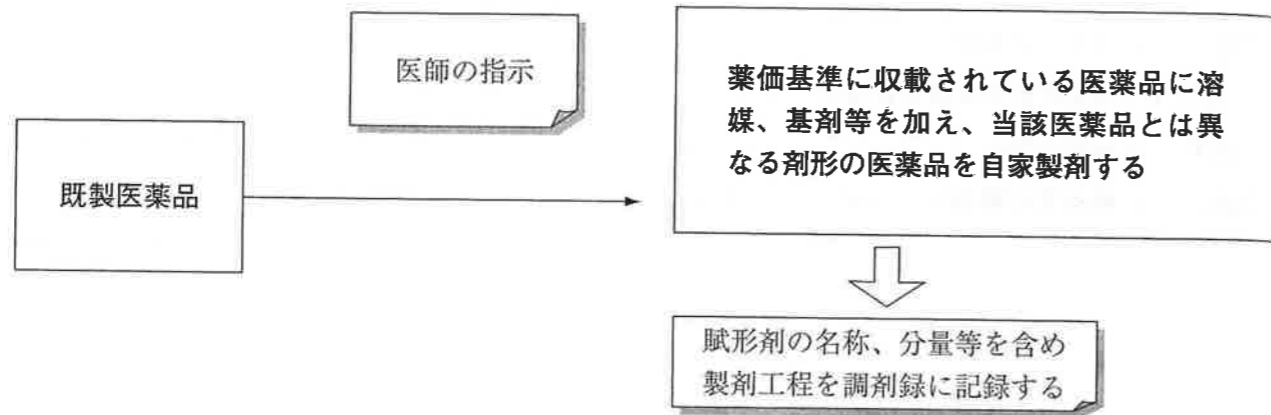 医師の指示
既製医薬品
薬価基準に収載されている医薬品に溶
媒、基剤等を加え、当該医薬品とは異
なる剤形の医薬品を自家製剤する
賦形剤の名称、分量等を含め
製剤工程を調剤録に記録する